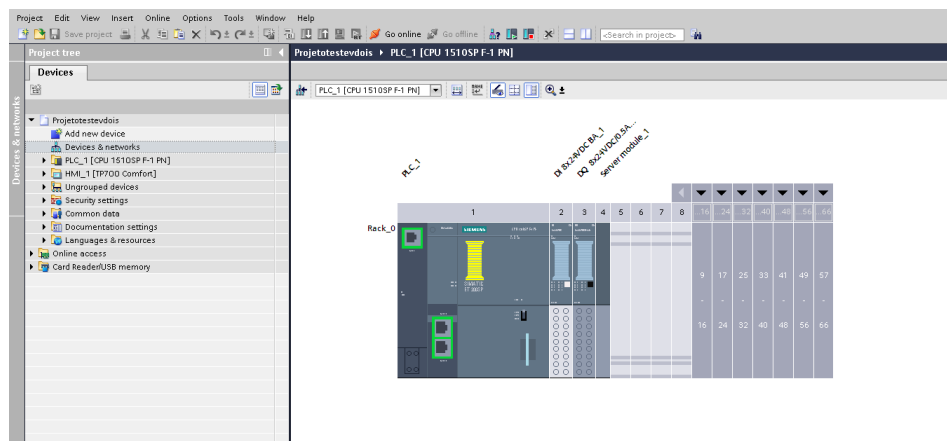 Project Edit View Insert Online Options Tools Window Help
Save project Go online Go offline <Search in project>
Project tree
Projetotestevdois PLC_1 [CPU 1510SP F-1 PN]
Devices
PLC_1 [CPU 1510SP F-1 PN]
Devices & networks
Projetotestevdois
Add new device
Devices & networks
PLC_1 [CPU 1510SP F-1 PN]
HMI_1 [TP700 Comfort]
Ungrouped devices
Security settings
Common data
Documentation settings
Languages & resources
Online access
Card Reader/USB memory
PLC_1
DI 8x24VDC BA_1
DQ 8x24VDC/0.5A...
Server module_1
1 2 3 4 5 6 7 8 ...16 ...24 ...32 ...40 ...48 ...56 ...66
Rack_0
SIEMENS
SIMATIC
ET 200SP
9 17 25 33 41 49 57
- - - - - - -
16 24 32 40 48 56 66